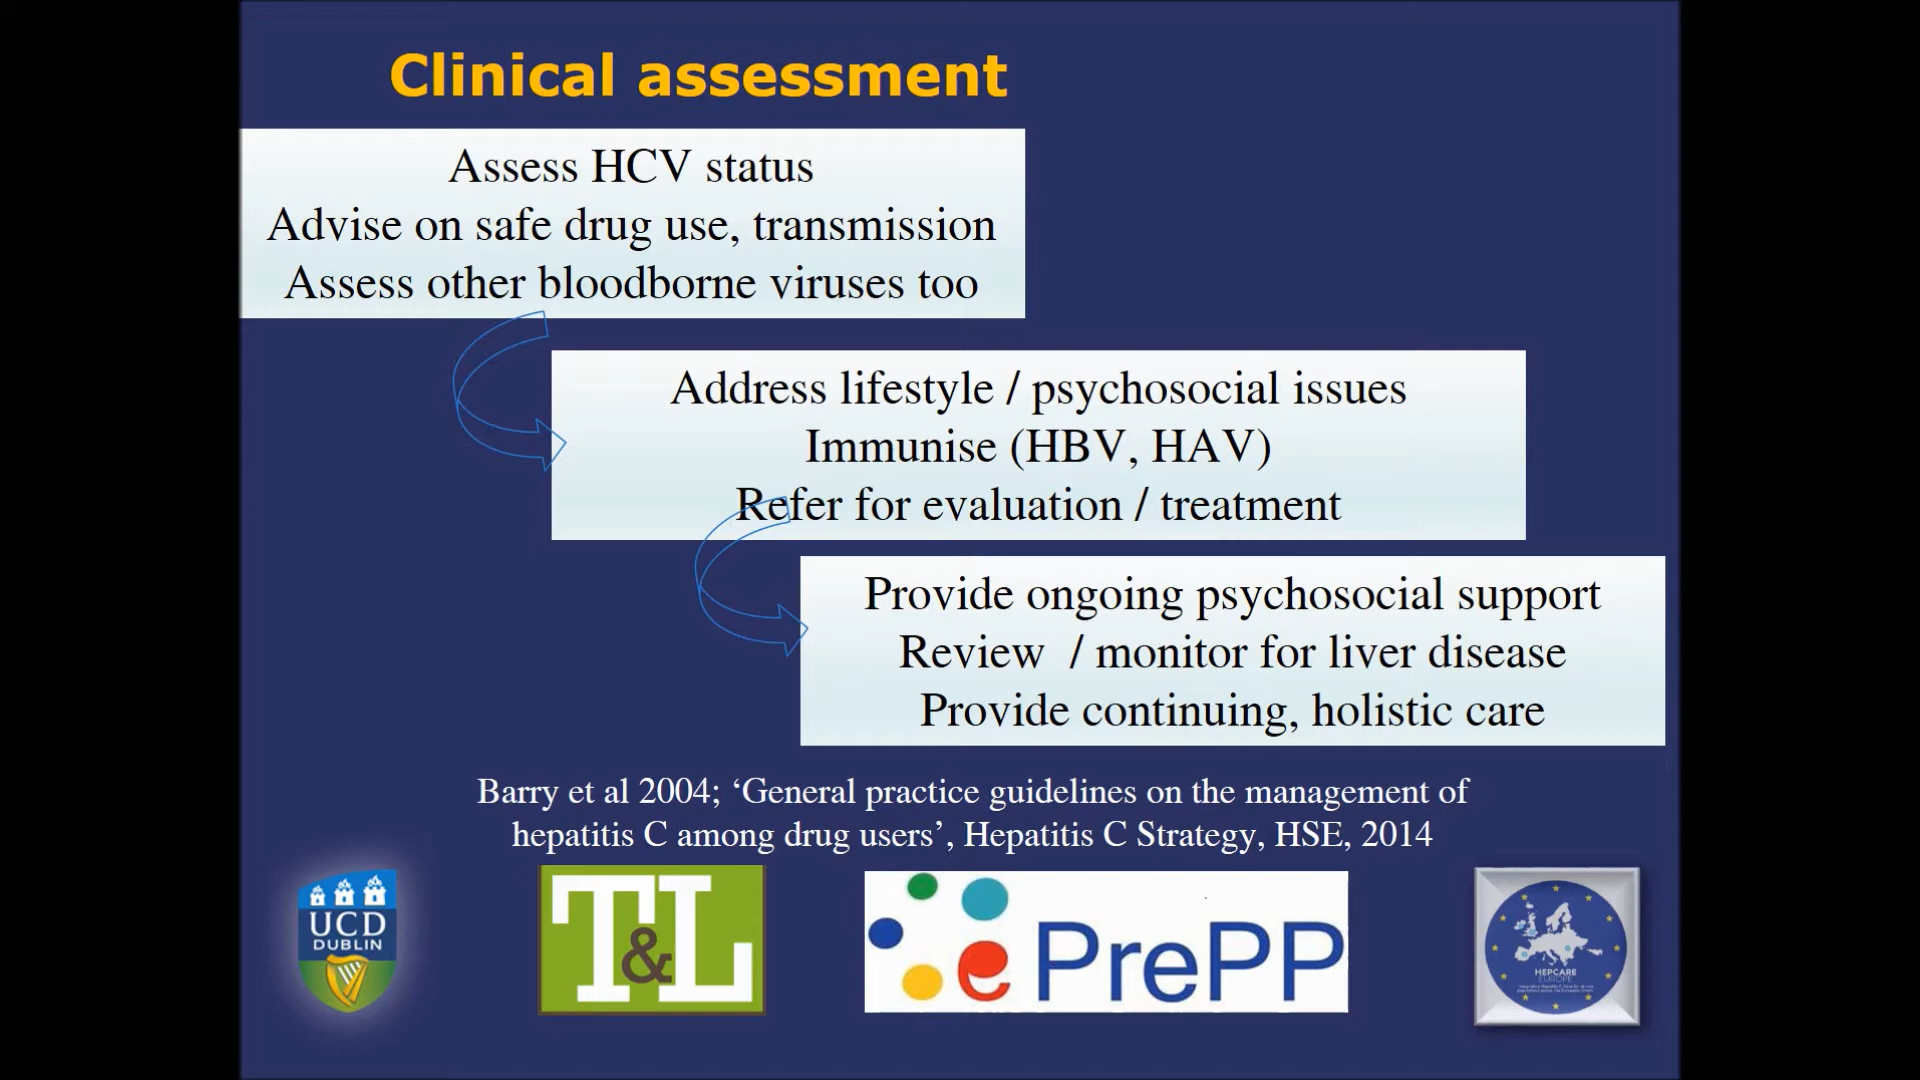 Clinical assessment
Assess HCV status
Advise on safe drug use, transmission
Assess other bloodborne viruses too
Address lifestyle / psychosocial issues
Immunise (HBV, HAV)
Refer for evaluation / treatment
Provide ongoing psychosocial support
Review / monitor for liver disease
Provide continuing, holistic care
Barry et al 2004; ‘General practice guidelines on the management of
hepatitis C among drug users’, Hepatitis C Strategy, HSE, 2014
UCD
DUBLIN
T&L
ePrePP
HEPCARE
EUROPE